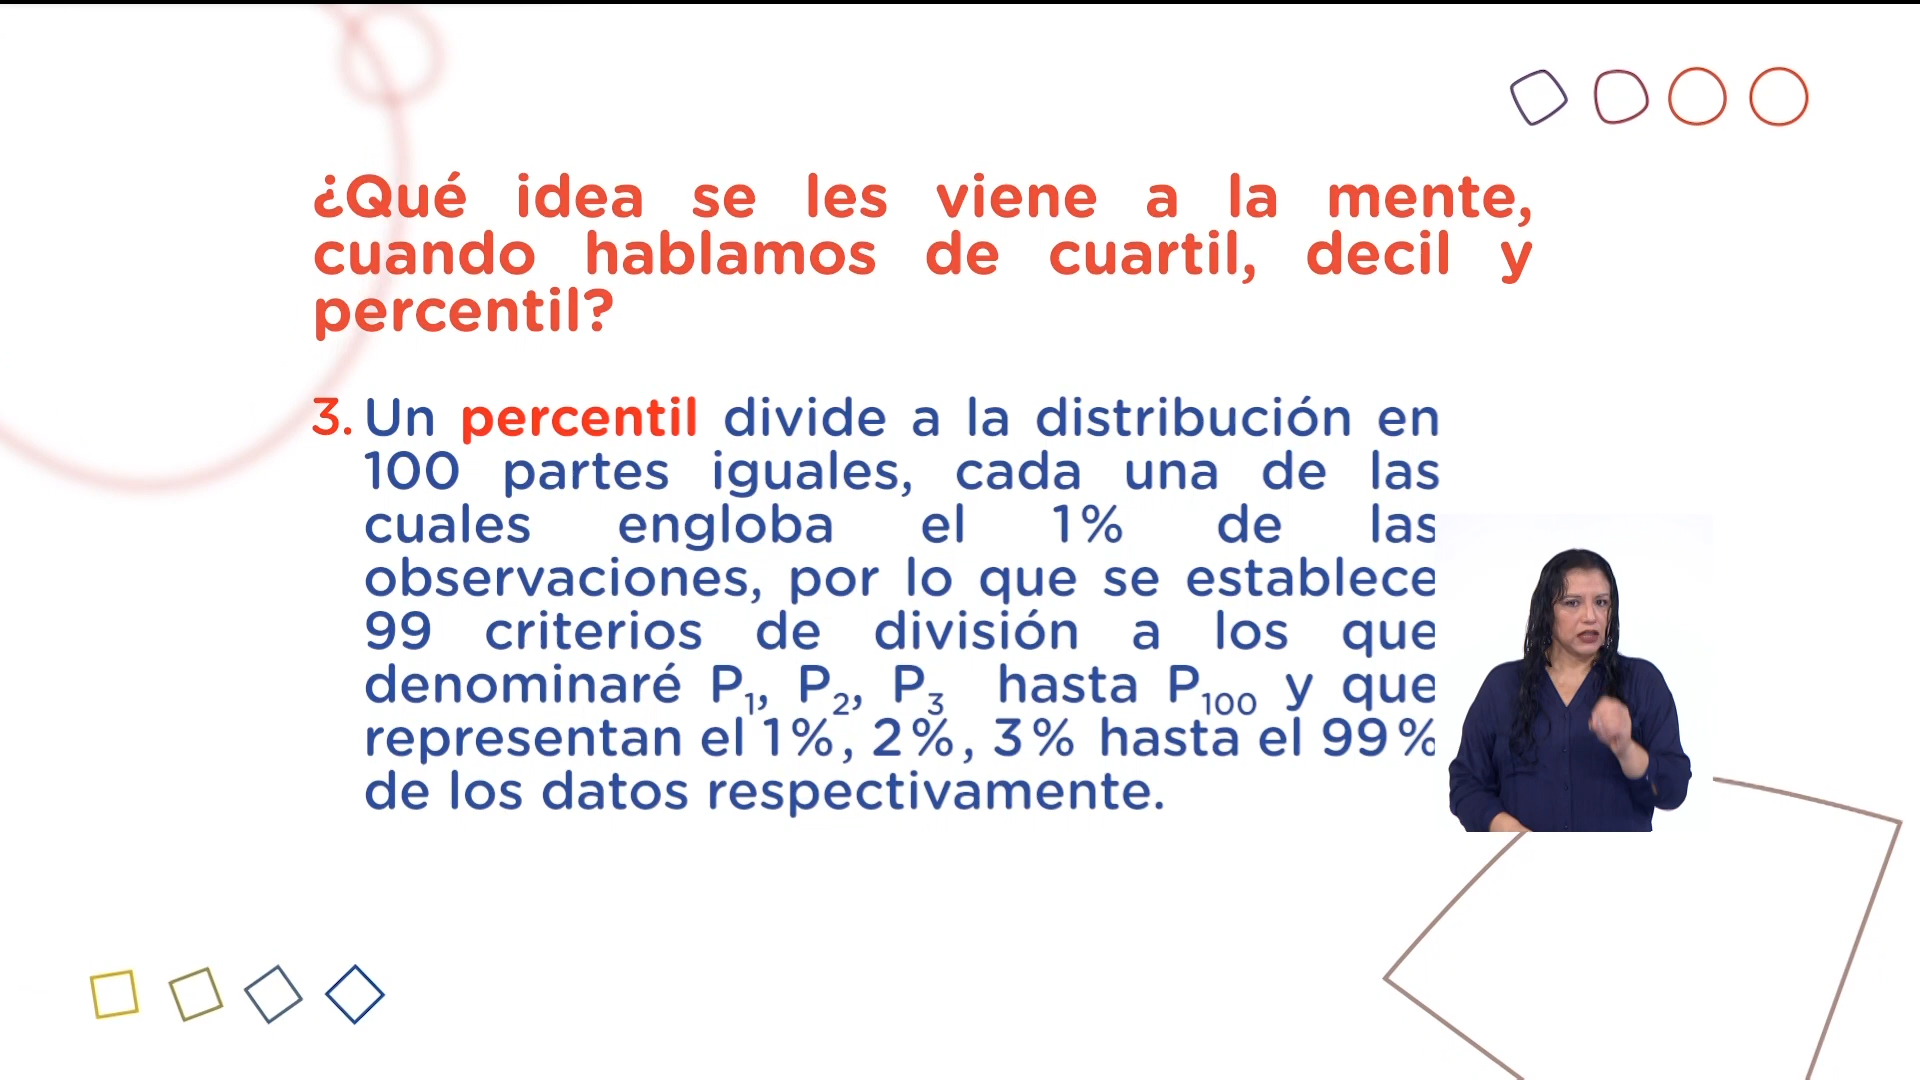 ¿Qué idea se les viene a la mente,
cuando hablamos de cuartil, decil y
percentil?
3. Un percentil divide a la distribución en
100 partes iguales, cada una de las
cuales engloba el 1% de las
observaciones, por lo que se establece
99 criterios de división a los que
denominaré P₁, P₂, P₃ hasta P₁₀₀ y que
representan el 1%, 2%, 3% hasta el 99%
de los datos respectivamente.